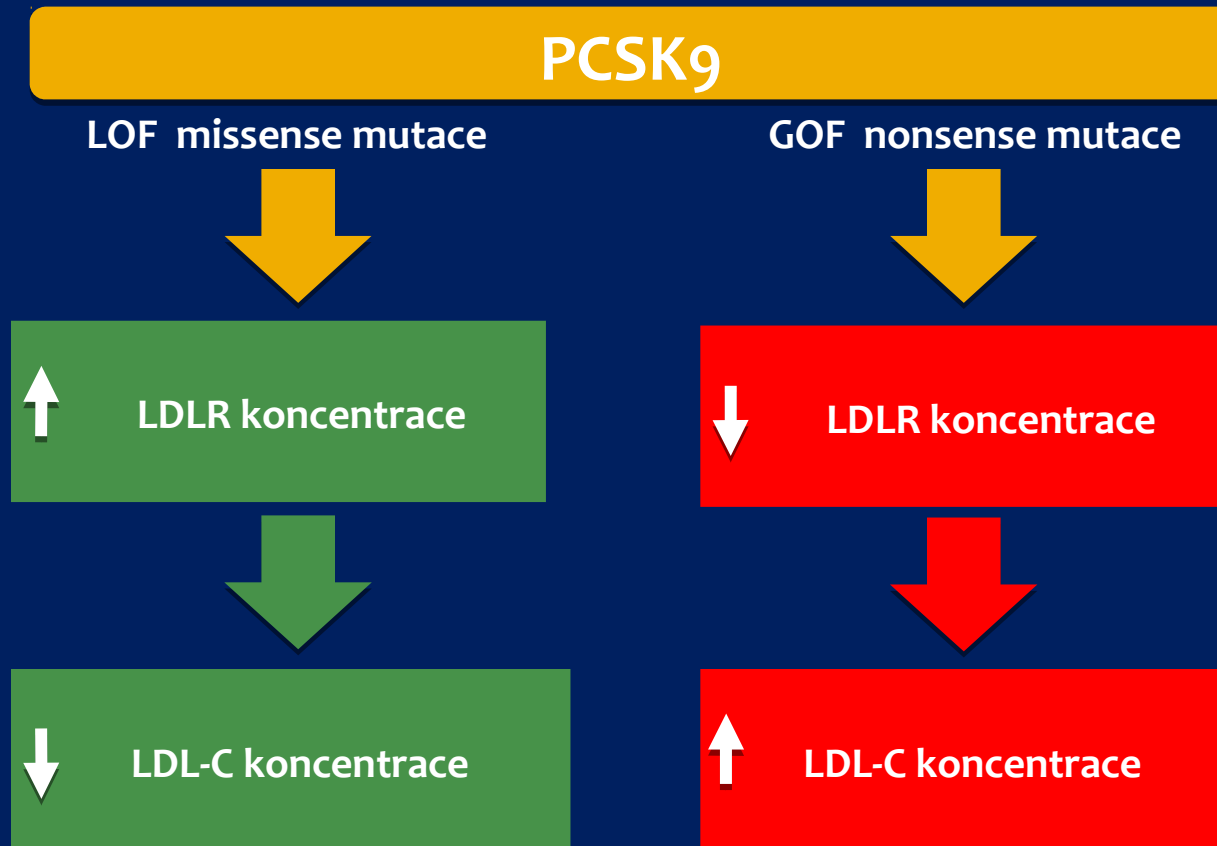 PCSK9
LOF missense mutace
GOF nonsense mutace
LDLR koncentrace
LDLR koncentrace
LDL-C koncentrace
LDL-C koncentrace